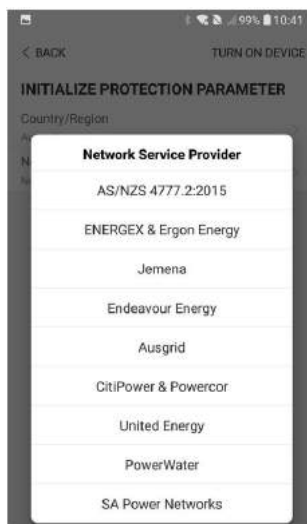 99% 10:41
< BACK
TURN ON DEVICE
INITIALIZE PROTECTION PARAMETER
Country/Region
Network Service Provider
AS/NZS 4777.2:2015
ENERGEX & Ergon Energy
Jemena
Endeavour Energy
Ausgrid
CitiPower & Powercor
United Energy
PowerWater
SA Power Networks